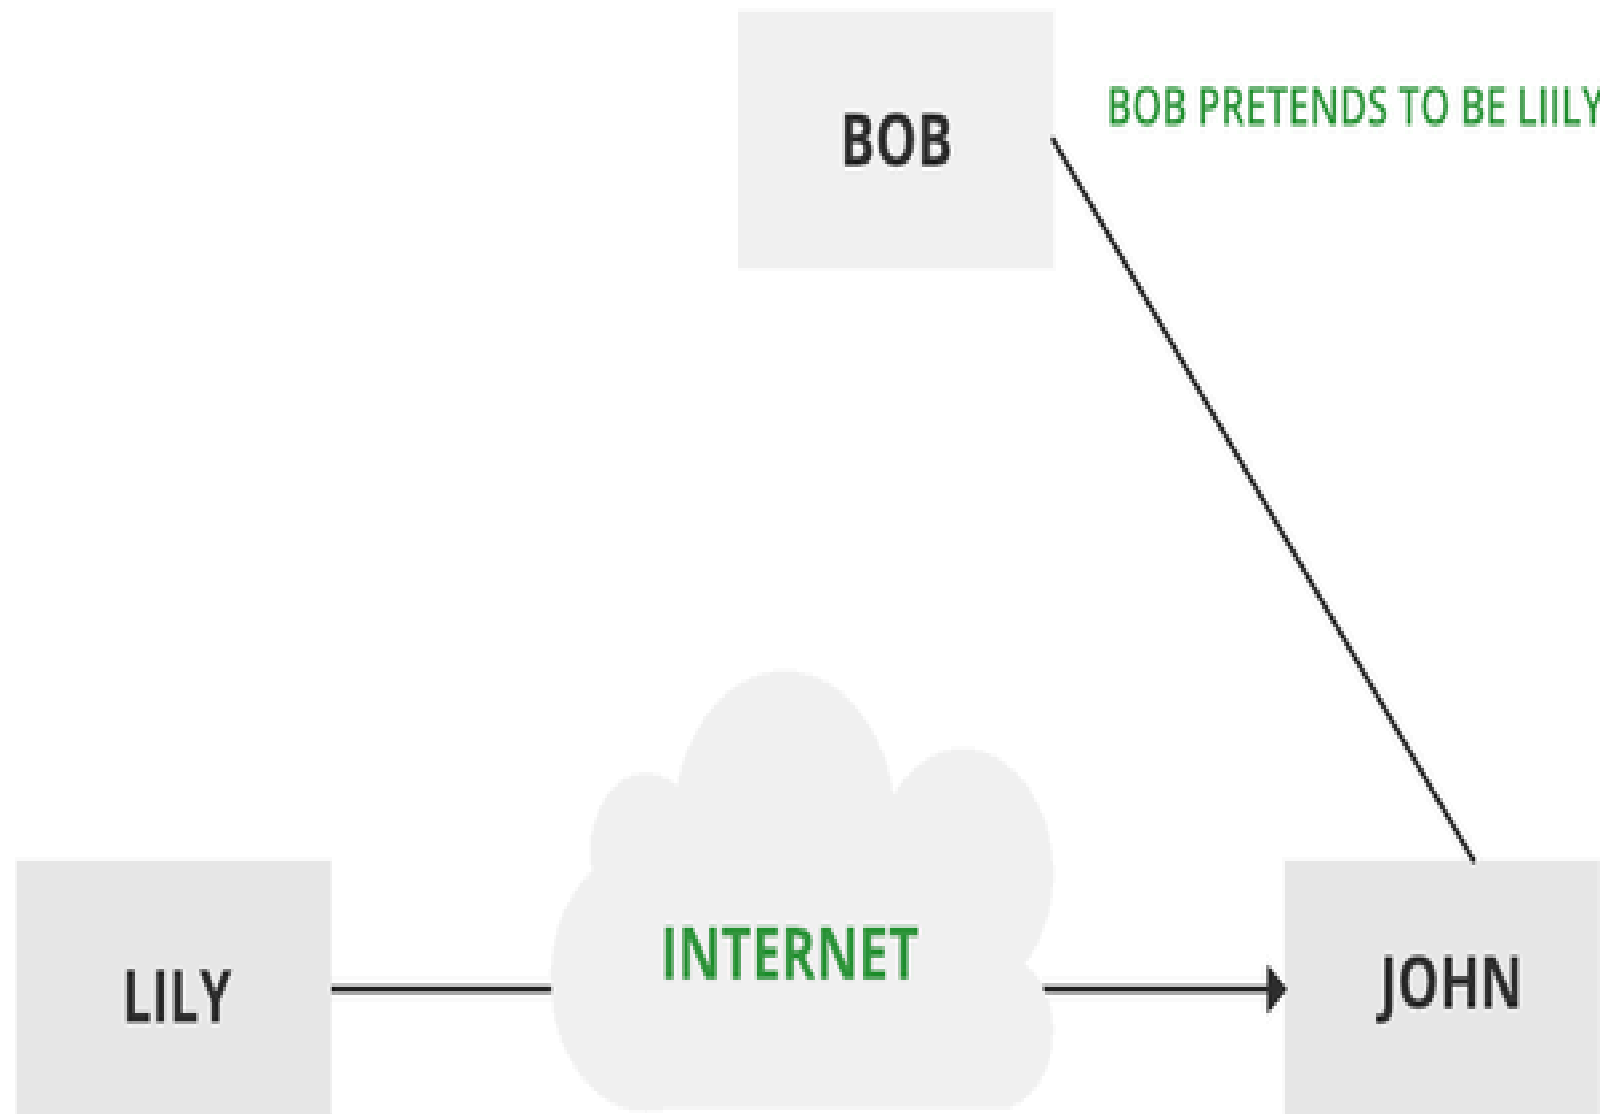 BOB
BOB PRETENDS TO BE LIILY
INTERNET
LILY
JOHN